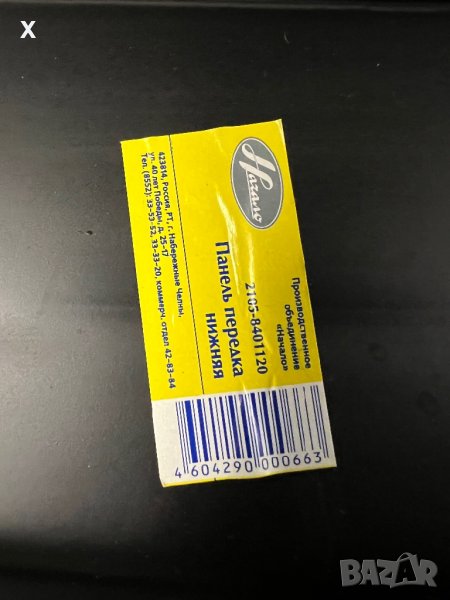 X
Начало
Производственное
объединение
«Начало»
2105-8401120
Панель передка
нижняя
423814, Россия, РТ, г. Набережные Челны,
ул. 40 лет Победы, д. 25-17
Тел. (8552): 33-53-52, 33-33-20, коммерч. отдел 42-83-84
4 604290 000663
BAZAR